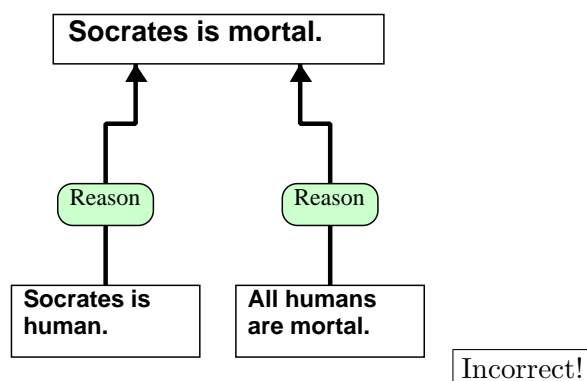 Socrates is mortal.
Reason
Reason
Socrates is
human.
All humans
are mortal.
Incorrect!